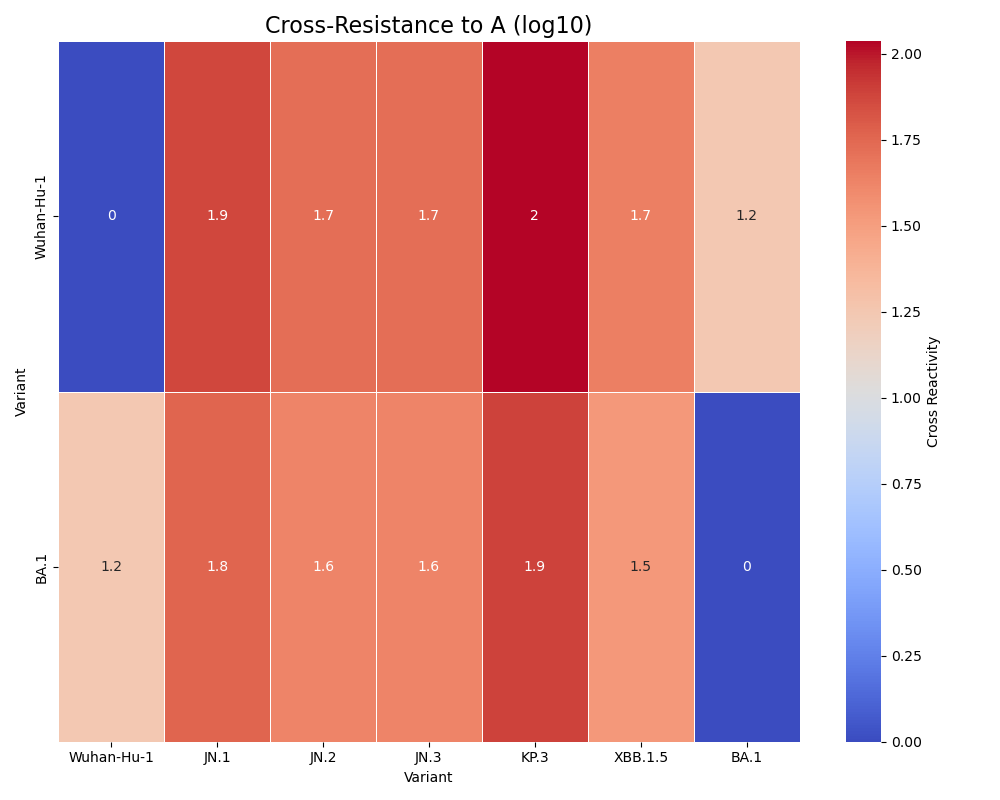 Cross-Resistance to A (log10)
Variant
Wuhan-Hu-1
0 1.9 1.7 1.7 2 1.7 1.2
BA.1
1.2 1.8 1.6 1.6 1.9 1.5 0
Wuhan-Hu-1 JN.1 JN.2 JN.3 KP.3 XBB.1.5 BA.1
Variant
2.00
1.75
1.50
1.25
1.00
0.75
0.50
0.25
0.00
Cross Reactivity